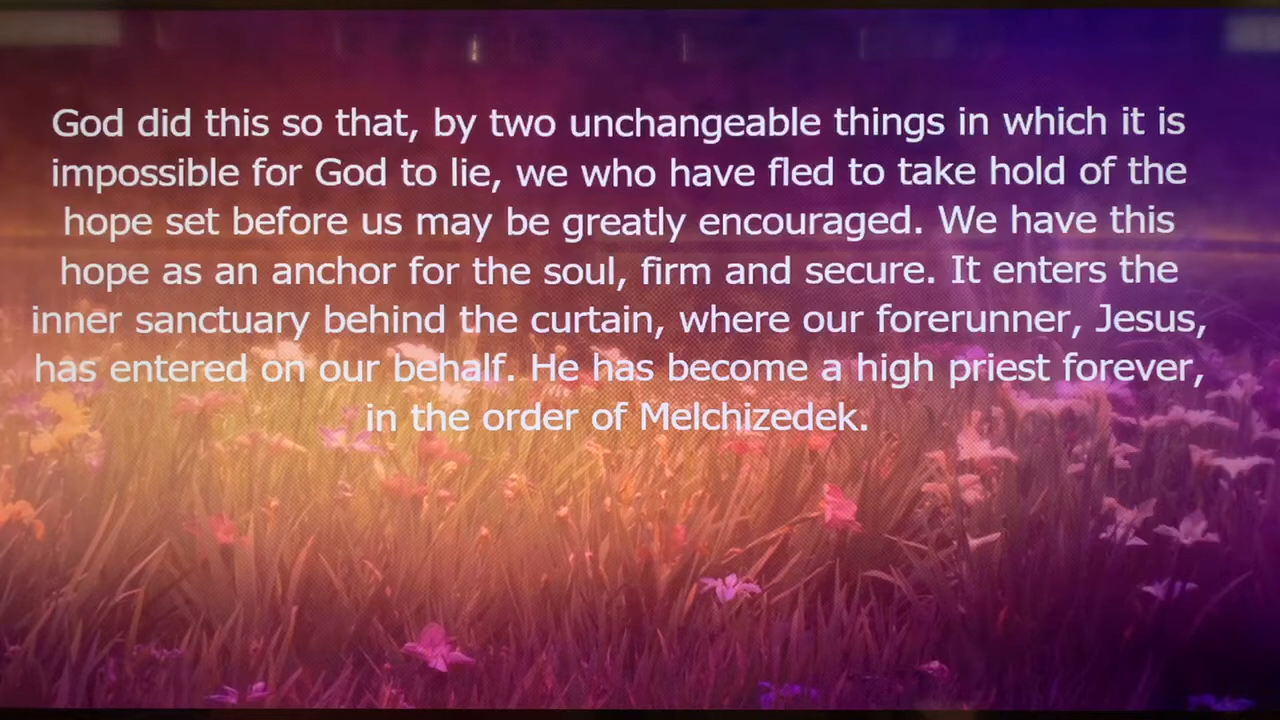 God did this so that, by two unchangeable things in which it is
impossible for God to lie, we who have fled to take hold of the
hope set before us may be greatly encouraged. We have this
hope as an anchor for the soul, firm and secure. It enters the
inner sanctuary behind the curtain, where our forerunner, Jesus,
has entered on our behalf. He has become a high priest forever,
in the order of Melchizedek.